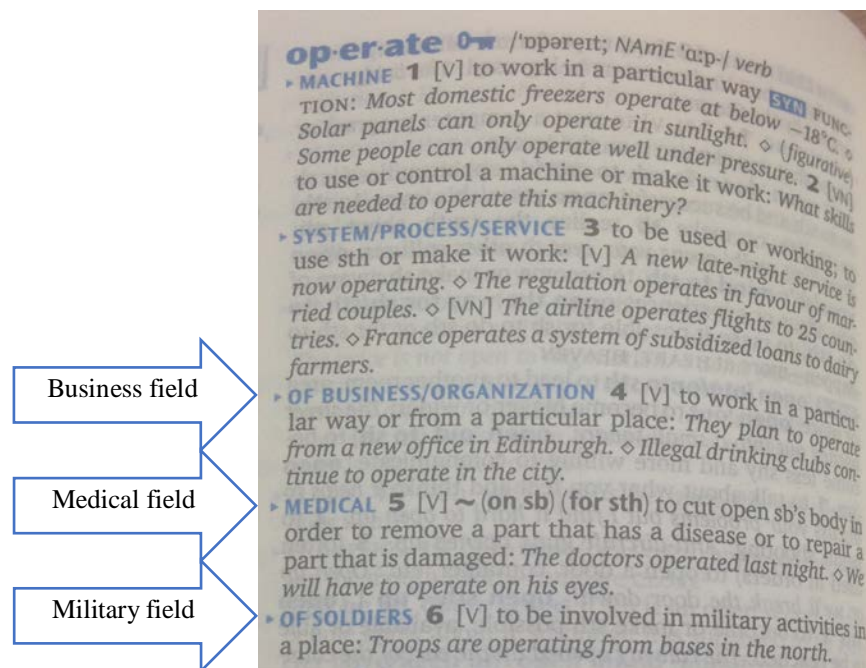 op·er·ate /ˈɒpəreɪt; NAmE ˈɑːp-/ verb
▸ MACHINE 1 [V] to work in a particular way SYN FUNC-
TION: Most domestic freezers operate at below −18°C. ◇
Solar panels can only operate in sunlight. ◇ (figurative)
Some people can only operate well under pressure. 2 [VN]
to use or control a machine or make it work: What skills
are needed to operate this machinery?
▸ SYSTEM/PROCESS/SERVICE 3 to be used or working; to
use sth or make it work: [V] A new late-night service is
now operating. ◇ The regulation operates in favour of mar-
ried couples. ◇ [VN] The airline operates flights to 25 coun-
tries. ◇ France operates a system of subsidized loans to dairy
farmers.
Business field
▸ OF BUSINESS/ORGANIZATION 4 [V] to work in a particu-
lar way or from a particular place: They plan to operate
from a new office in Edinburgh. ◇ Illegal drinking clubs con-
tinue to operate in the city.
Medical field
▸ MEDICAL 5 [V] ~ (on sb) (for sth) to cut open sb's body in
order to remove a part that has a disease or to repair a
part that is damaged: The doctors operated last night. ◇ We
will have to operate on his eyes.
Military field
▸ OF SOLDIERS 6 [V] to be involved in military activities in
a place: Troops are operating from bases in the north.